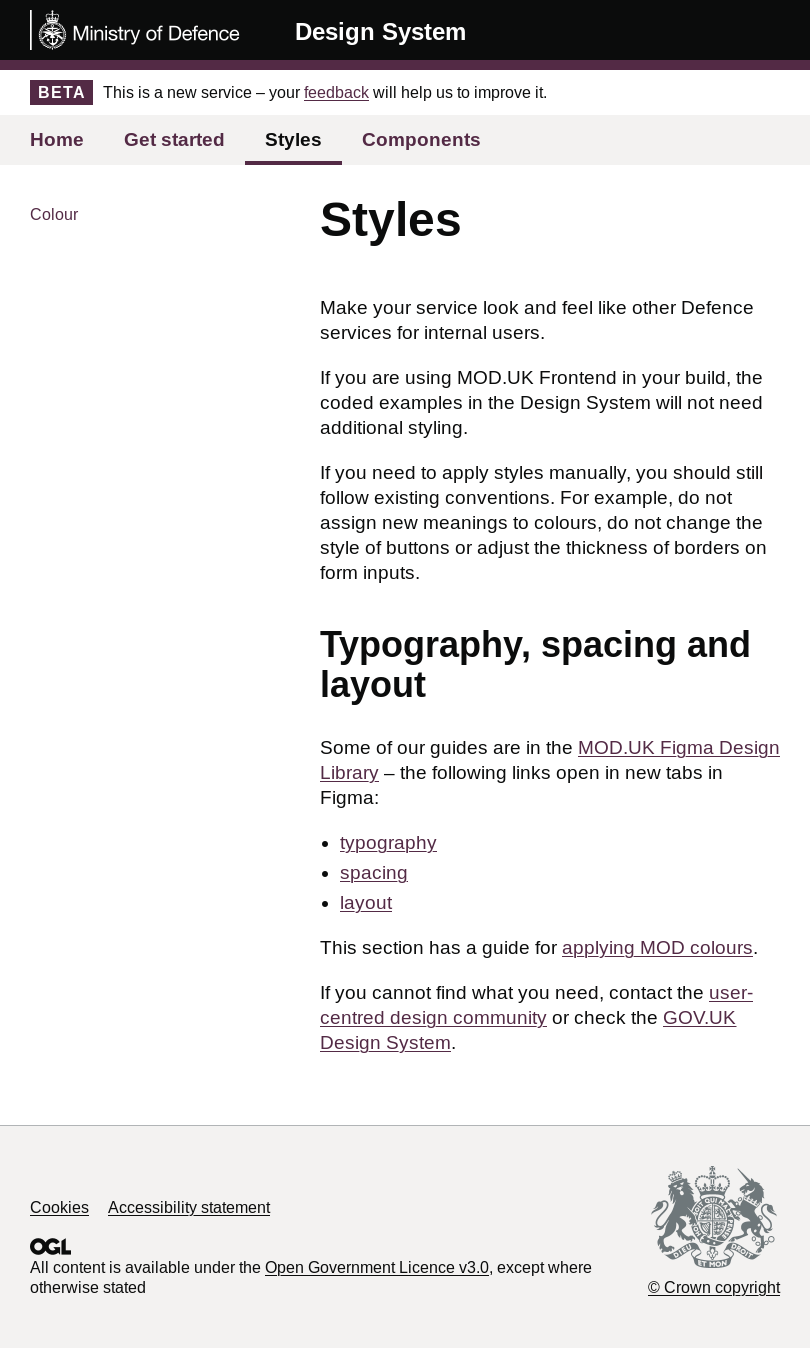 Ministry of Defence
Design System
BETA This is a new service – your feedback will help us to improve it.
Home Get started Styles Components
Colour
Styles
Make your service look and feel like other Defence
services for internal users.
If you are using MOD.UK Frontend in your build, the
coded examples in the Design System will not need
additional styling.
If you need to apply styles manually, you should still
follow existing conventions. For example, do not
assign new meanings to colours, do not change the
style of buttons or adjust the thickness of borders on
form inputs.
Typography, spacing and
layout
Some of our guides are in the MOD.UK Figma Design
Library – the following links open in new tabs in
Figma:
• typography
• spacing
• layout
This section has a guide for applying MOD colours.
If you cannot find what you need, contact the user-
centred design community or check the GOV.UK
Design System.
Cookies Accessibility statement
OGL
All content is available under the Open Government Licence v3.0, except where
otherwise stated
DIEU ET MON DROIT
© Crown copyright